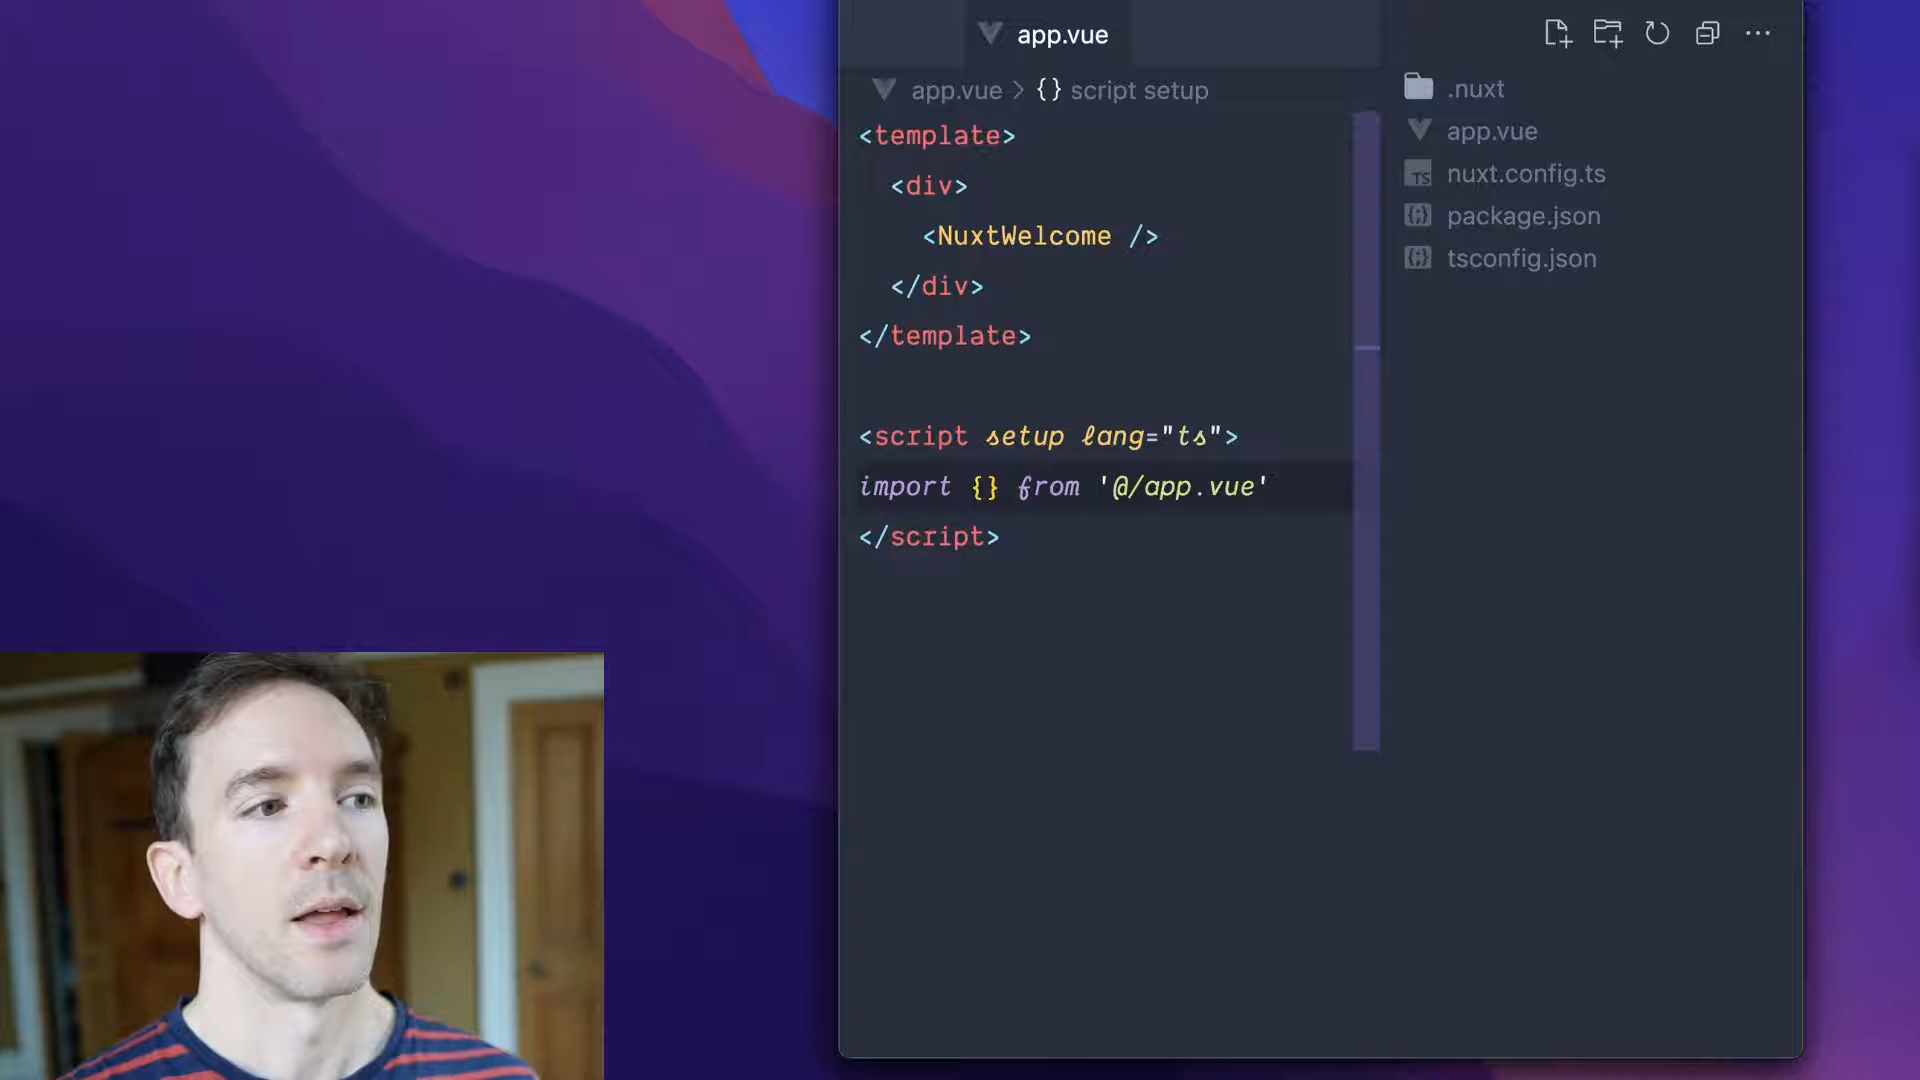 app.vue
app.vue > {} script setup
<template>
<div>
<NuxtWelcome />
</div>
</template>
<script setup lang="ts">
import {} from '@/app.vue'
</script>
.nuxt
app.vue
TS nuxt.config.ts
{;} package.json
{;} tsconfig.json